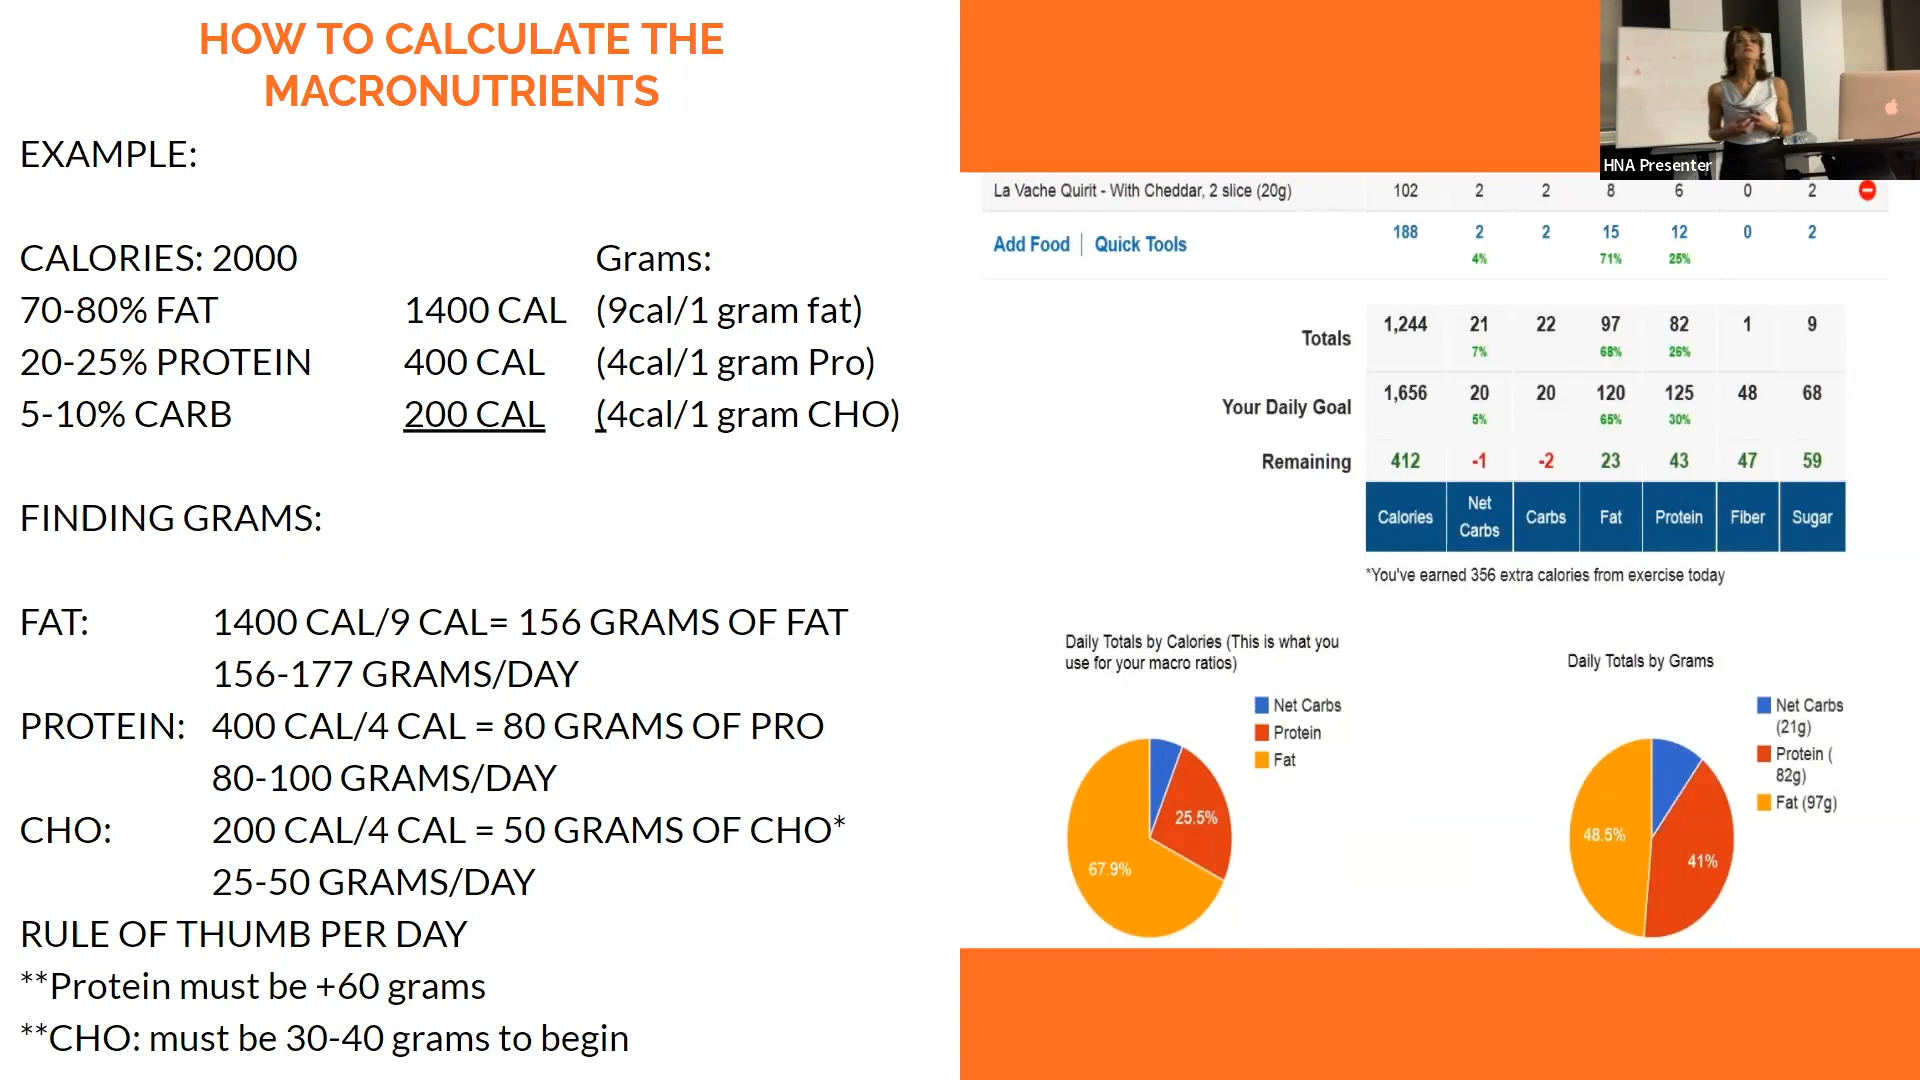 HOW TO CALCULATE THE
MACRONUTRIENTS
EXAMPLE:
CALORIES: 2000 Grams:
70-80% FAT 1400 CAL (9cal/1 gram fat)
20-25% PROTEIN 400 CAL (4cal/1 gram Pro)
5-10% CARB 200 CAL (4cal/1 gram CHO)
FINDING GRAMS:
FAT: 1400 CAL/9 CAL= 156 GRAMS OF FAT
156-177 GRAMS/DAY
PROTEIN: 400 CAL/4 CAL = 80 GRAMS OF PRO
80-100 GRAMS/DAY
CHO: 200 CAL/4 CAL = 50 GRAMS OF CHO*
25-50 GRAMS/DAY
RULE OF THUMB PER DAY
**Protein must be +60 grams
**CHO: must be 30-40 grams to begin
HNA Presenter
La Vache Quirit - With Cheddar, 2 slice (20g) 102 2 2 8 6 0 2
Add Food | Quick Tools 188 2 2 15 12 0 2
4% 71% 25%
Totals 1,244 21 22 97 82 1 9
7% 68% 26%
Your Daily Goal 1,656 20 20 120 125 48 68
5% 65% 30%
Remaining 412 -1 -2 23 43 47 59
Calories Net Carbs Carbs Fat Protein Fiber Sugar
*You've earned 356 extra calories from exercise today
Daily Totals by Calories (This is what you
use for your macro ratios)
Net Carbs
Protein
Fat
25.5%
67.9%
Daily Totals by Grams
Net Carbs
(21g)
Protein (
82g)
Fat (97g)
48.5%
41%